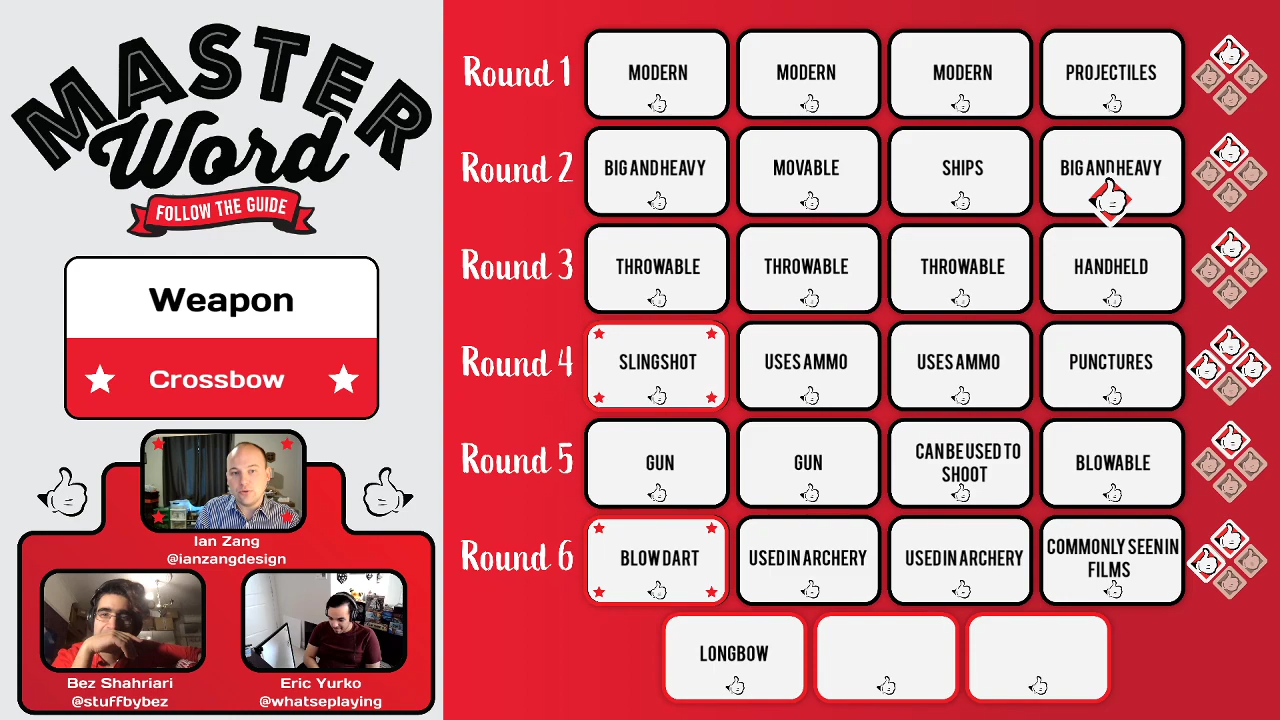 MASTER
Word
FOLLOW THE GUIDE
Weapon
Crossbow
Ian Zang
@ianzangdesign
Bez Shahriari
@stuffbybez
Eric Yurko
@whatseplaying
Round 1
MODERN
MODERN
MODERN
PROJECTILES
Round 2
BIG AND HEAVY
MOVABLE
SHIPS
BIG AND HEAVY
Round 3
THROWABLE
THROWABLE
THROWABLE
HANDHELD
Round 4
SLINGSHOT
USES AMMO
USES AMMO
PUNCTURES
Round 5
GUN
GUN
CAN BE USED TO
SHOOT
BLOWABLE
Round 6
BLOW DART
USED IN ARCHERY
USED IN ARCHERY
COMMONLY SEEN IN
FILMS
LONGBOW